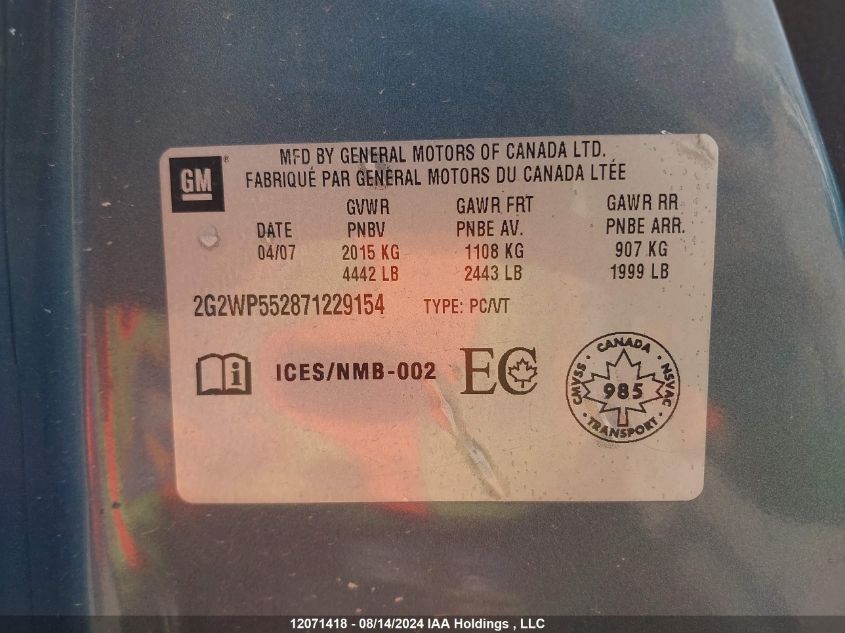 MFD BY GENERAL MOTORS OF CANADA LTD.
FABRIQUÉ PAR GENERAL MOTORS DU CANADA LTÉE
GM ®
GVWR GAWR FRT GAWR RR
DATE PNBV PNBE AV. PNBE ARR.
04/07 2015 KG 1108 KG 907 KG
4442 LB 2443 LB 1999 LB
2G2WP552871229154 TYPE: PC/VT
i ICES/NMB-002 EC
CANADA
CMVSS 985 NSVAC
TRANSPORT
12071418 - 08/14/2024 IAA Holdings , LLC